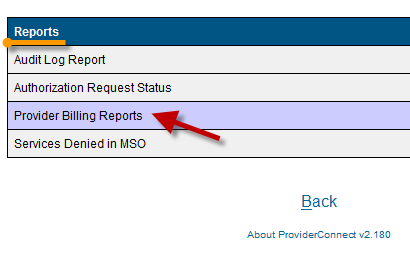 Reports
Audit Log Report
Authorization Request Status
Provider Billing Reports
Services Denied in MSO
Back
About ProviderConnect v2.180